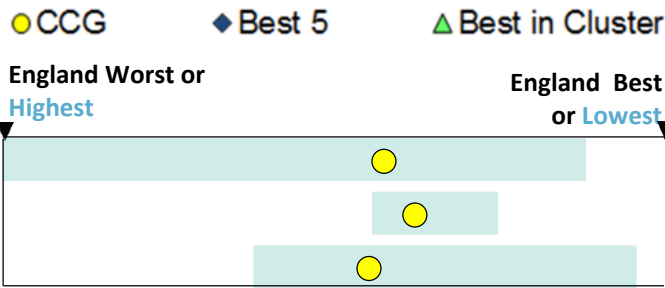 CCG Best 5 Best in Cluster
England Worst or
Highest
England Best
or Lowest